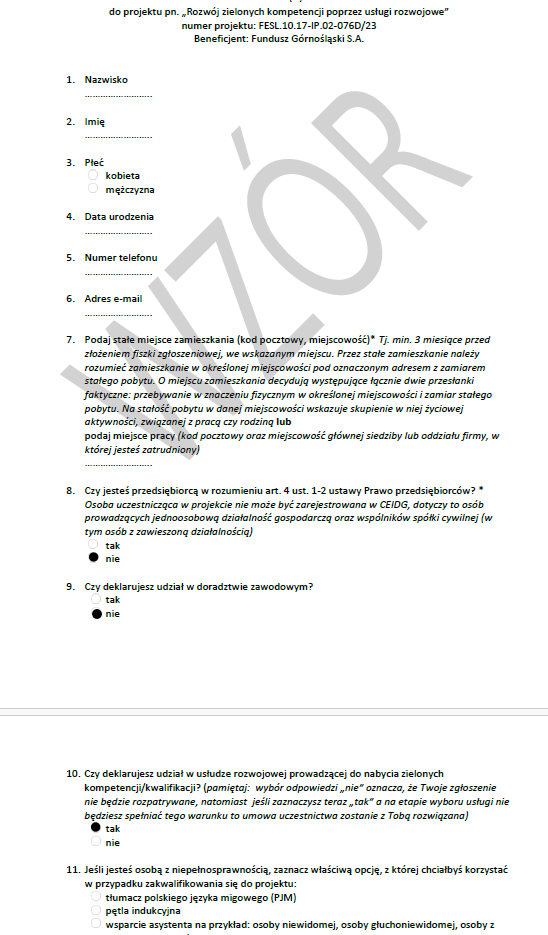 do projektu pn. „Rozwój zielonych kompetencji poprzez usługi rozwojowe”
numer projektu: FESL.10.17-IP.02-076D/23
Beneficjent: Fundusz Górnośląski S.A.
1. Nazwisko
...........................
2. Imię
...........................
3. Płeć
kobieta
mężczyzna
4. Data urodzenia
...........................
5. Numer telefonu
...........................
6. Adres e-mail
...........................
WZÓR
7. Podaj stałe miejsce zamieszkania (kod pocztowy, miejscowość)* Tj. min. 3 miesiące przed
złożeniem fiszki zgłoszeniowej, we wskazanym miejscu. Przez stałe zamieszkanie należy
rozumieć zamieszkanie w określonej miejscowości pod oznaczonym adresem z zamiarem
stałego pobytu. O miejscu zamieszkania decydują występujące łącznie dwie przesłanki
faktyczne: przebywanie w znaczeniu fizycznym w określonej miejscowości i zamiar stałego
pobytu. Na stałość pobytu w danej miejscowości wskazuje skupienie w niej życiowej
aktywności, związanej z pracą czy rodziną lub
podaj miejsce pracy (kod pocztowy oraz miejscowość głównej siedziby lub oddziału firmy, w
której jesteś zatrudniony)
...........................
8. Czy jesteś przedsiębiorcą w rozumieniu art. 4 ust. 1-2 ustawy Prawo przedsiębiorców? *
Osoba uczestnicząca w projekcie nie może być zarejestrowana w CEIDG, dotyczy to osób
prowadzących jednoosobową działalność gospodarczą oraz wspólników spółki cywilnej (w
tym osób z zawieszoną działalnością)
tak
nie
9. Czy deklarujesz udział w doradztwie zawodowym?
tak
nie
10. Czy deklarujesz udział w usłudze rozwojowej prowadzącej do nabycia zielonych
kompetencji/kwalifikacji? (pamiętaj: wybór odpowiedzi „nie” oznacza, że Twoje zgłoszenie
nie będzie rozpatrywane, natomiast jeśli zaznaczysz teraz „tak” a na etapie wyboru usługi nie
będziesz spełniać tego warunku to umowa uczestnictwa zostanie z Tobą rozwiązana)
tak
nie
11. Jeśli jesteś osobą z niepełnosprawnością, zaznacz właściwą opcję, z której chciałbyś korzystać
w przypadku zakwalifikowania się do projektu:
tłumacz polskiego języka migowego (PJM)
pętla indukcyjna
wsparcie asystenta na przykład: osoby niewidomej, osoby głuchoniewidomej, osoby z